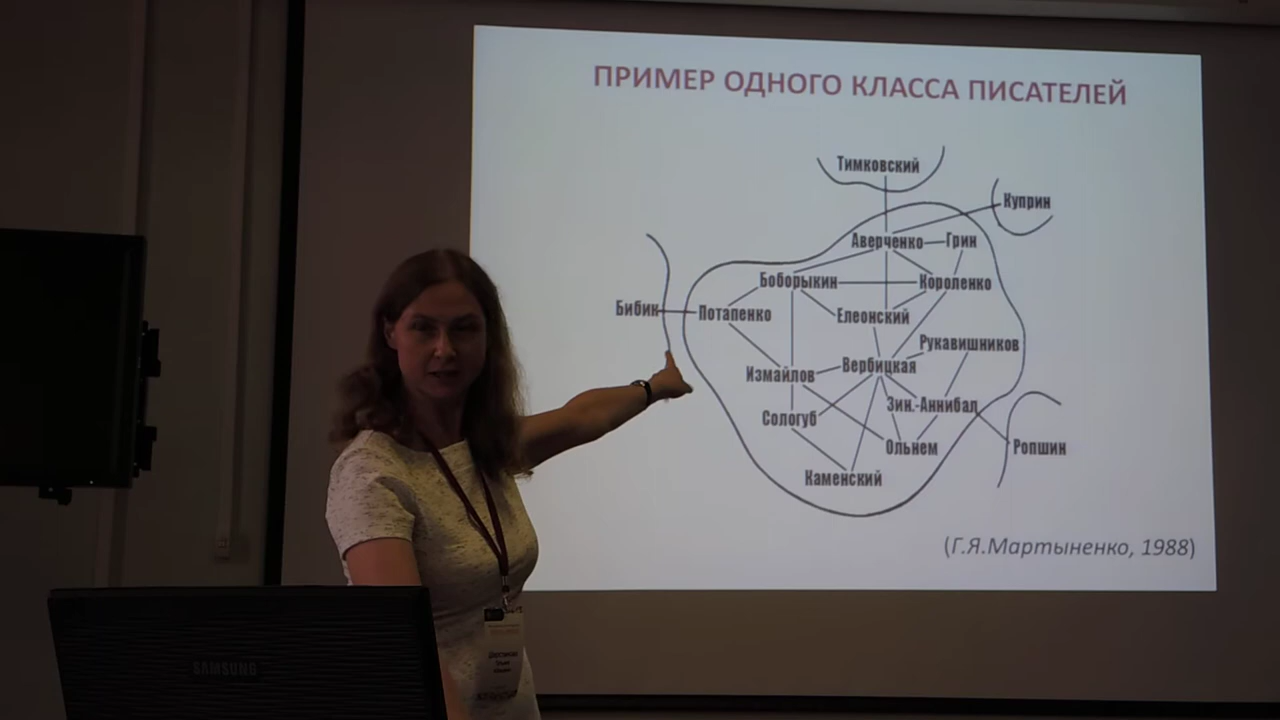 ПРИМЕР ОДНОГО КЛАССА ПИСАТЕЛЕЙ
Тимковский
Куприн
Аверченко Грин
Боборыкин Короленко
Бибик Потапенко Елеонский
Рукавишников
Измайлов Вербицкая
Сологуб Зин.-Аннибал
Ольнем Ропшин
Каменский
(Г.Я.Мартыненко, 1988)
SAMSUNG